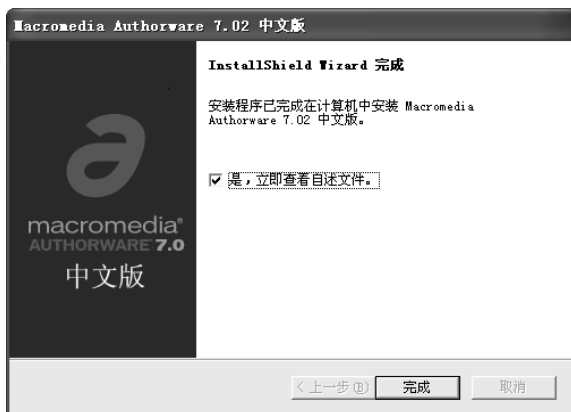 Macromedia Authorware 7.02 中文版
InstallShield Wizard 完成
安装程序已完成在计算机中安装 Macromedia
Authorware 7.02 中文版。
是，立即查看自述文件。
macromedia®
AUTHORWARE® 7.0
中文版
< 上一步(B)
完成
取消